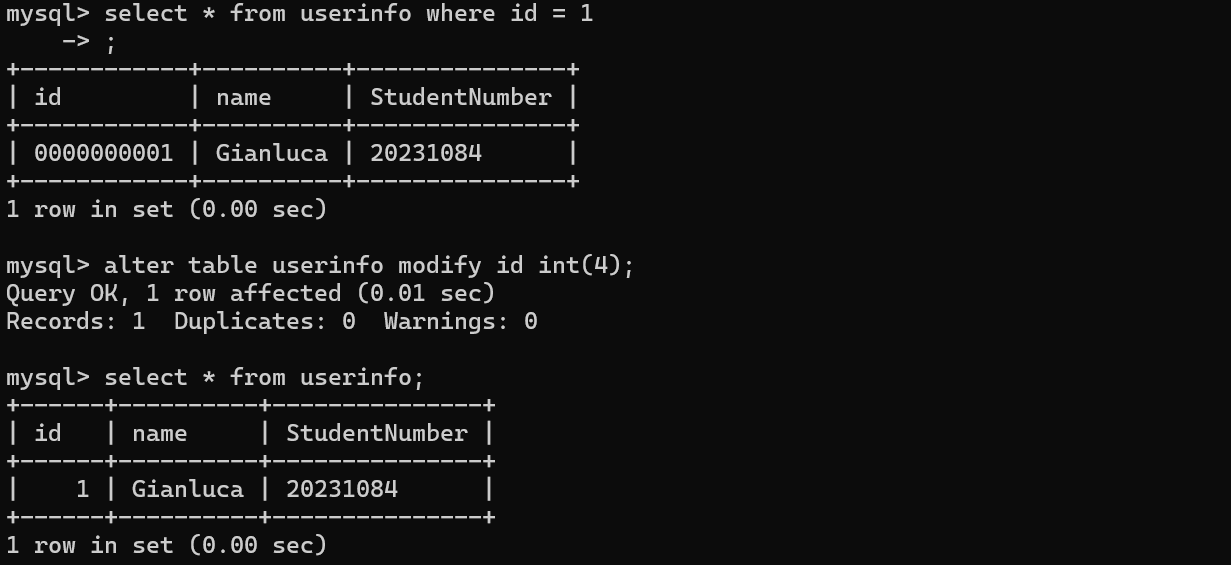 mysql> select * from userinfo where id = 1
    -> ;
+------------+----------+---------------+
| id         | name     | StudentNumber |
+------------+----------+---------------+
| 0000000001 | Gianluca | 20231084      |
+------------+----------+---------------+
1 row in set (0.00 sec)

mysql> alter table userinfo modify id int(4);
Query OK, 1 row affected (0.01 sec)
Records: 1  Duplicates: 0  Warnings: 0

mysql> select * from userinfo;
+------+----------+---------------+
| id   | name     | StudentNumber |
+------+----------+---------------+
|    1 | Gianluca | 20231084      |
+------+----------+---------------+
1 row in set (0.00 sec)